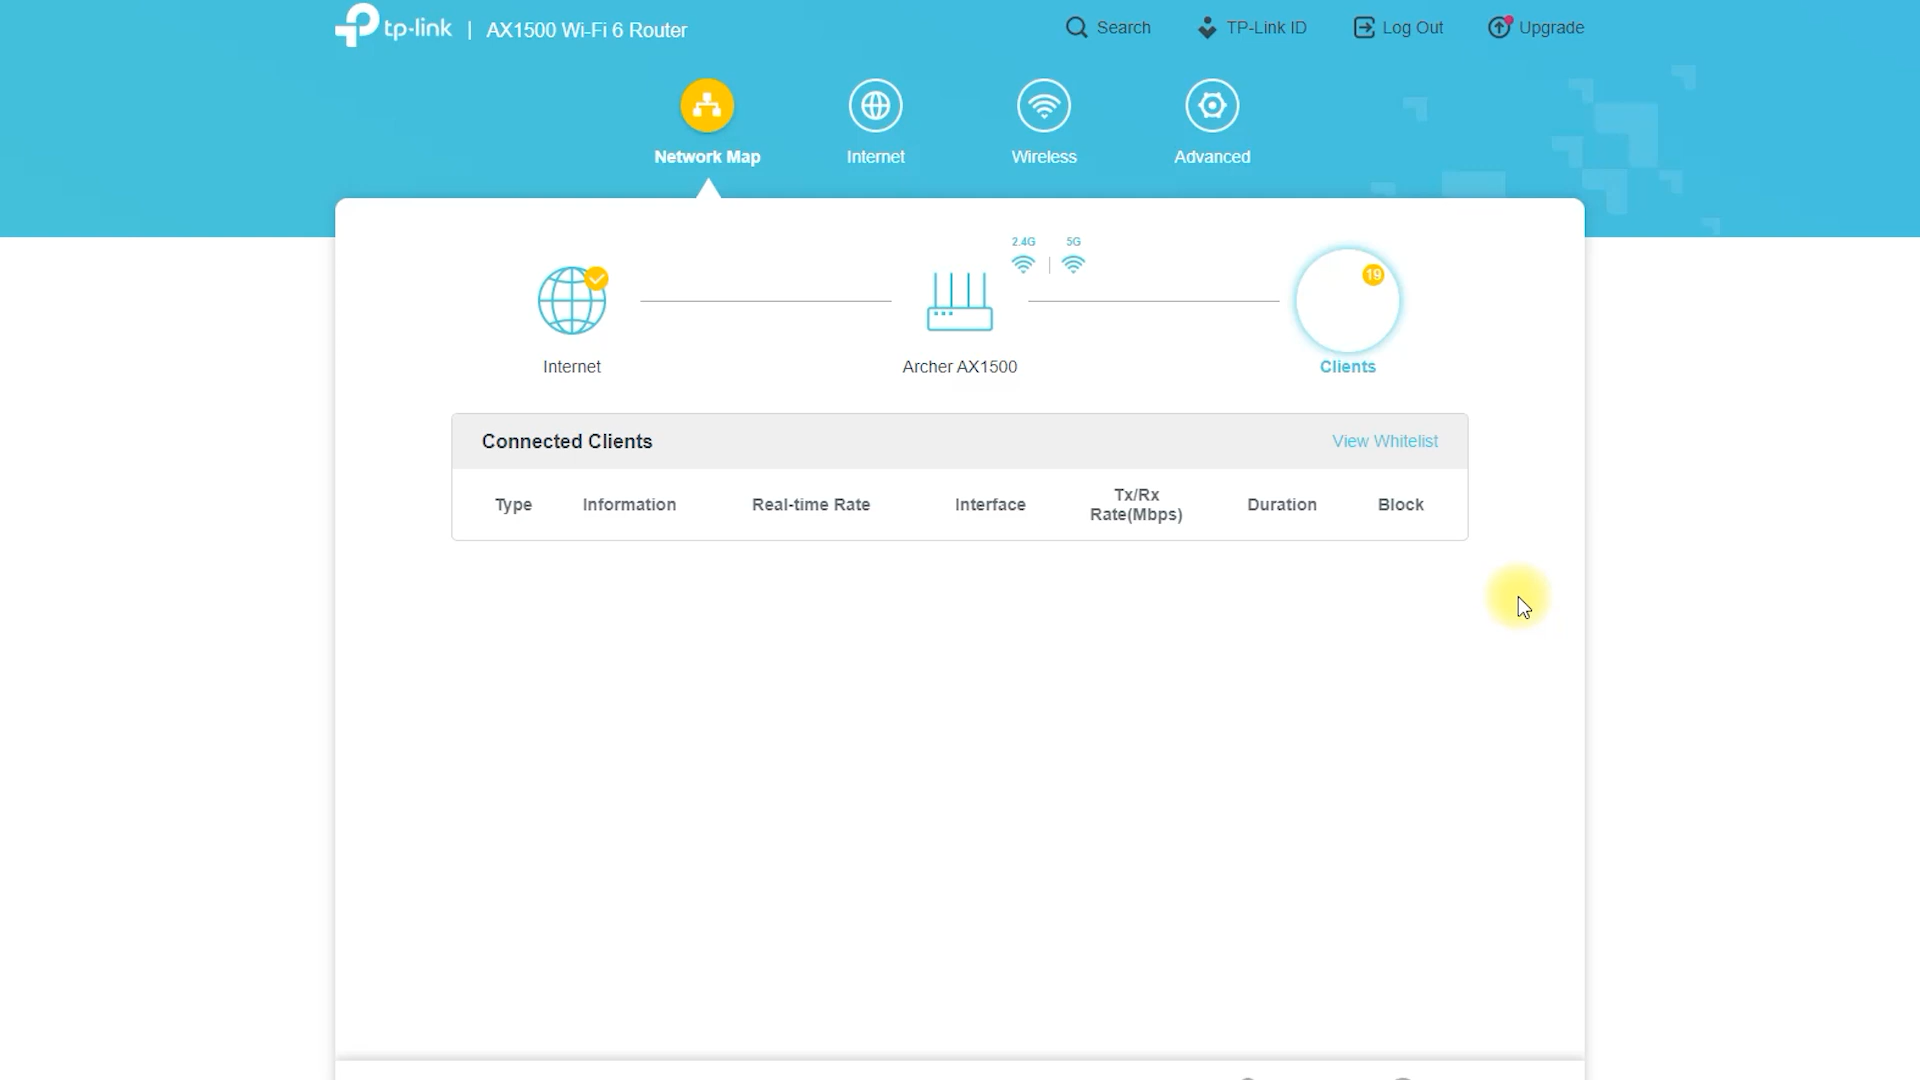 tp-link | AX1500 Wi-Fi 6 Router
Search
TP-Link ID
Log Out
Upgrade
Network Map
Internet
Wireless
Advanced
2.4G
5G
19
Internet
Archer AX1500
Clients
Connected Clients
View Whitelist
Type
Information
Real-time Rate
Interface
Tx/Rx
Rate(Mbps)
Duration
Block